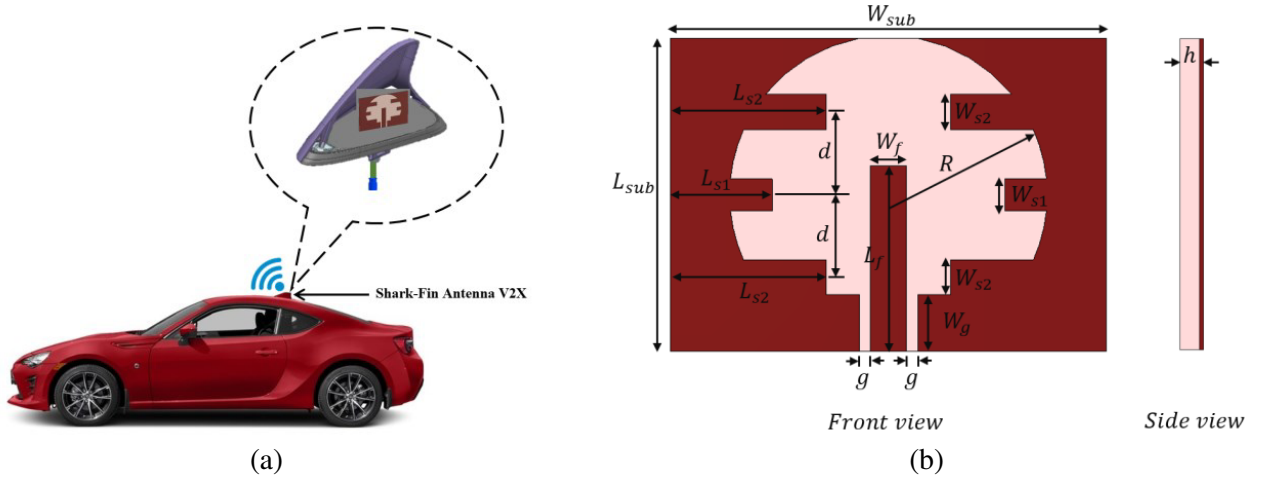 Shark-Fin Antenna V2X
(a)
W_sub
h
L_s2
W_s2
W_f
d
R
L_sub
L_s1
W_s1
d
L_f
L_s2
W_s2
W_g
g
g
Front view
Side view
(b)